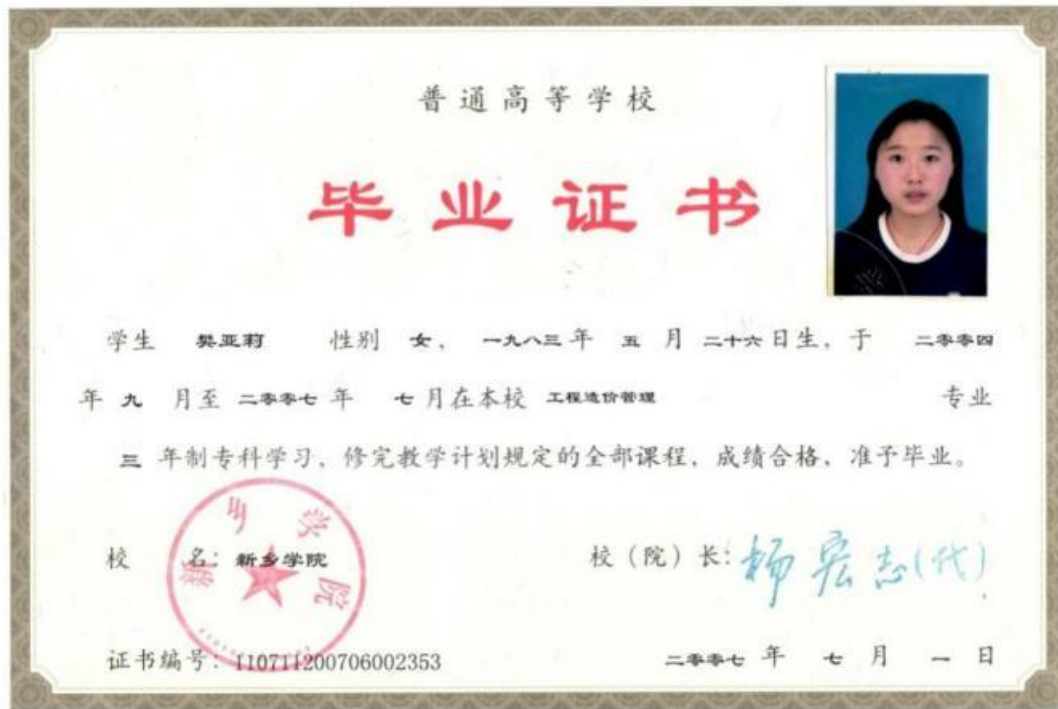 普通高等学校
毕业证书
学生 樊亚莉 性别 女, 一九八三年 五 月 二十六日生, 于 二零零四
年 九 月至 二零零七 年 七月在本校 工程造价管理 专业
三 年制专科学习, 修完教学计划规定的全部课程, 成绩合格, 准予毕业。
新乡学院
校 名: 新乡学院 校(院)长: 杨宏志(代)
证书编号: 110711200706002353 二零零七 年 七 月 一 日